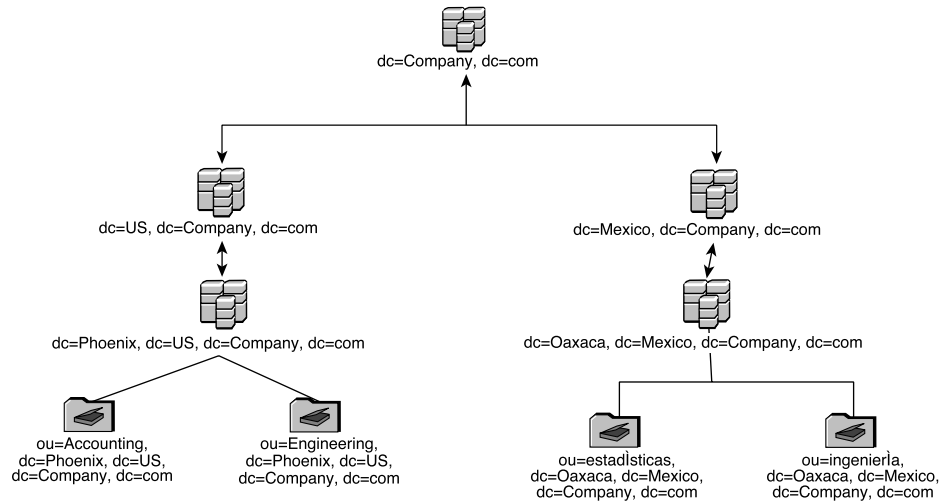 dc=Company, dc=com
dc=US, dc=Company, dc=com
dc=Mexico, dc=Company, dc=com
dc=Phoenix, dc=US, dc=Company, dc=com
dc=Oaxaca, dc=Mexico, dc=Company, dc=com
ou=Accounting,
dc=Phoenix, dc=US,
dc=Company, dc=com
ou=Engineering,
dc=Phoenix, dc=US,
dc=Company, dc=com
ou=estadÌsticas,
dc=Oaxaca, dc=Mexico,
dc=Company, dc=com
ou=ingenierÌa,
dc=Oaxaca, dc=Mexico,
dc=Company, dc=com